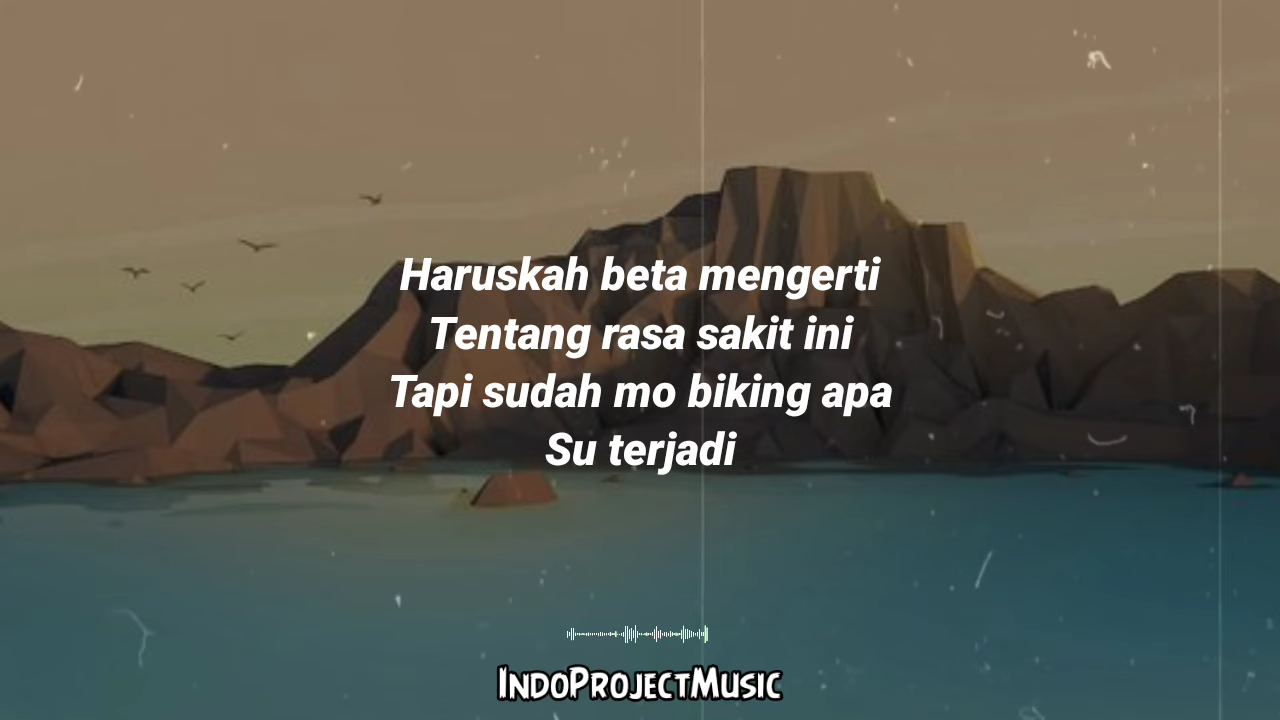 Haruskah beta mengerti
Tentang rasa sakit ini
Tapi sudah mo biking apa
Su terjadi
IndoProjectMusic